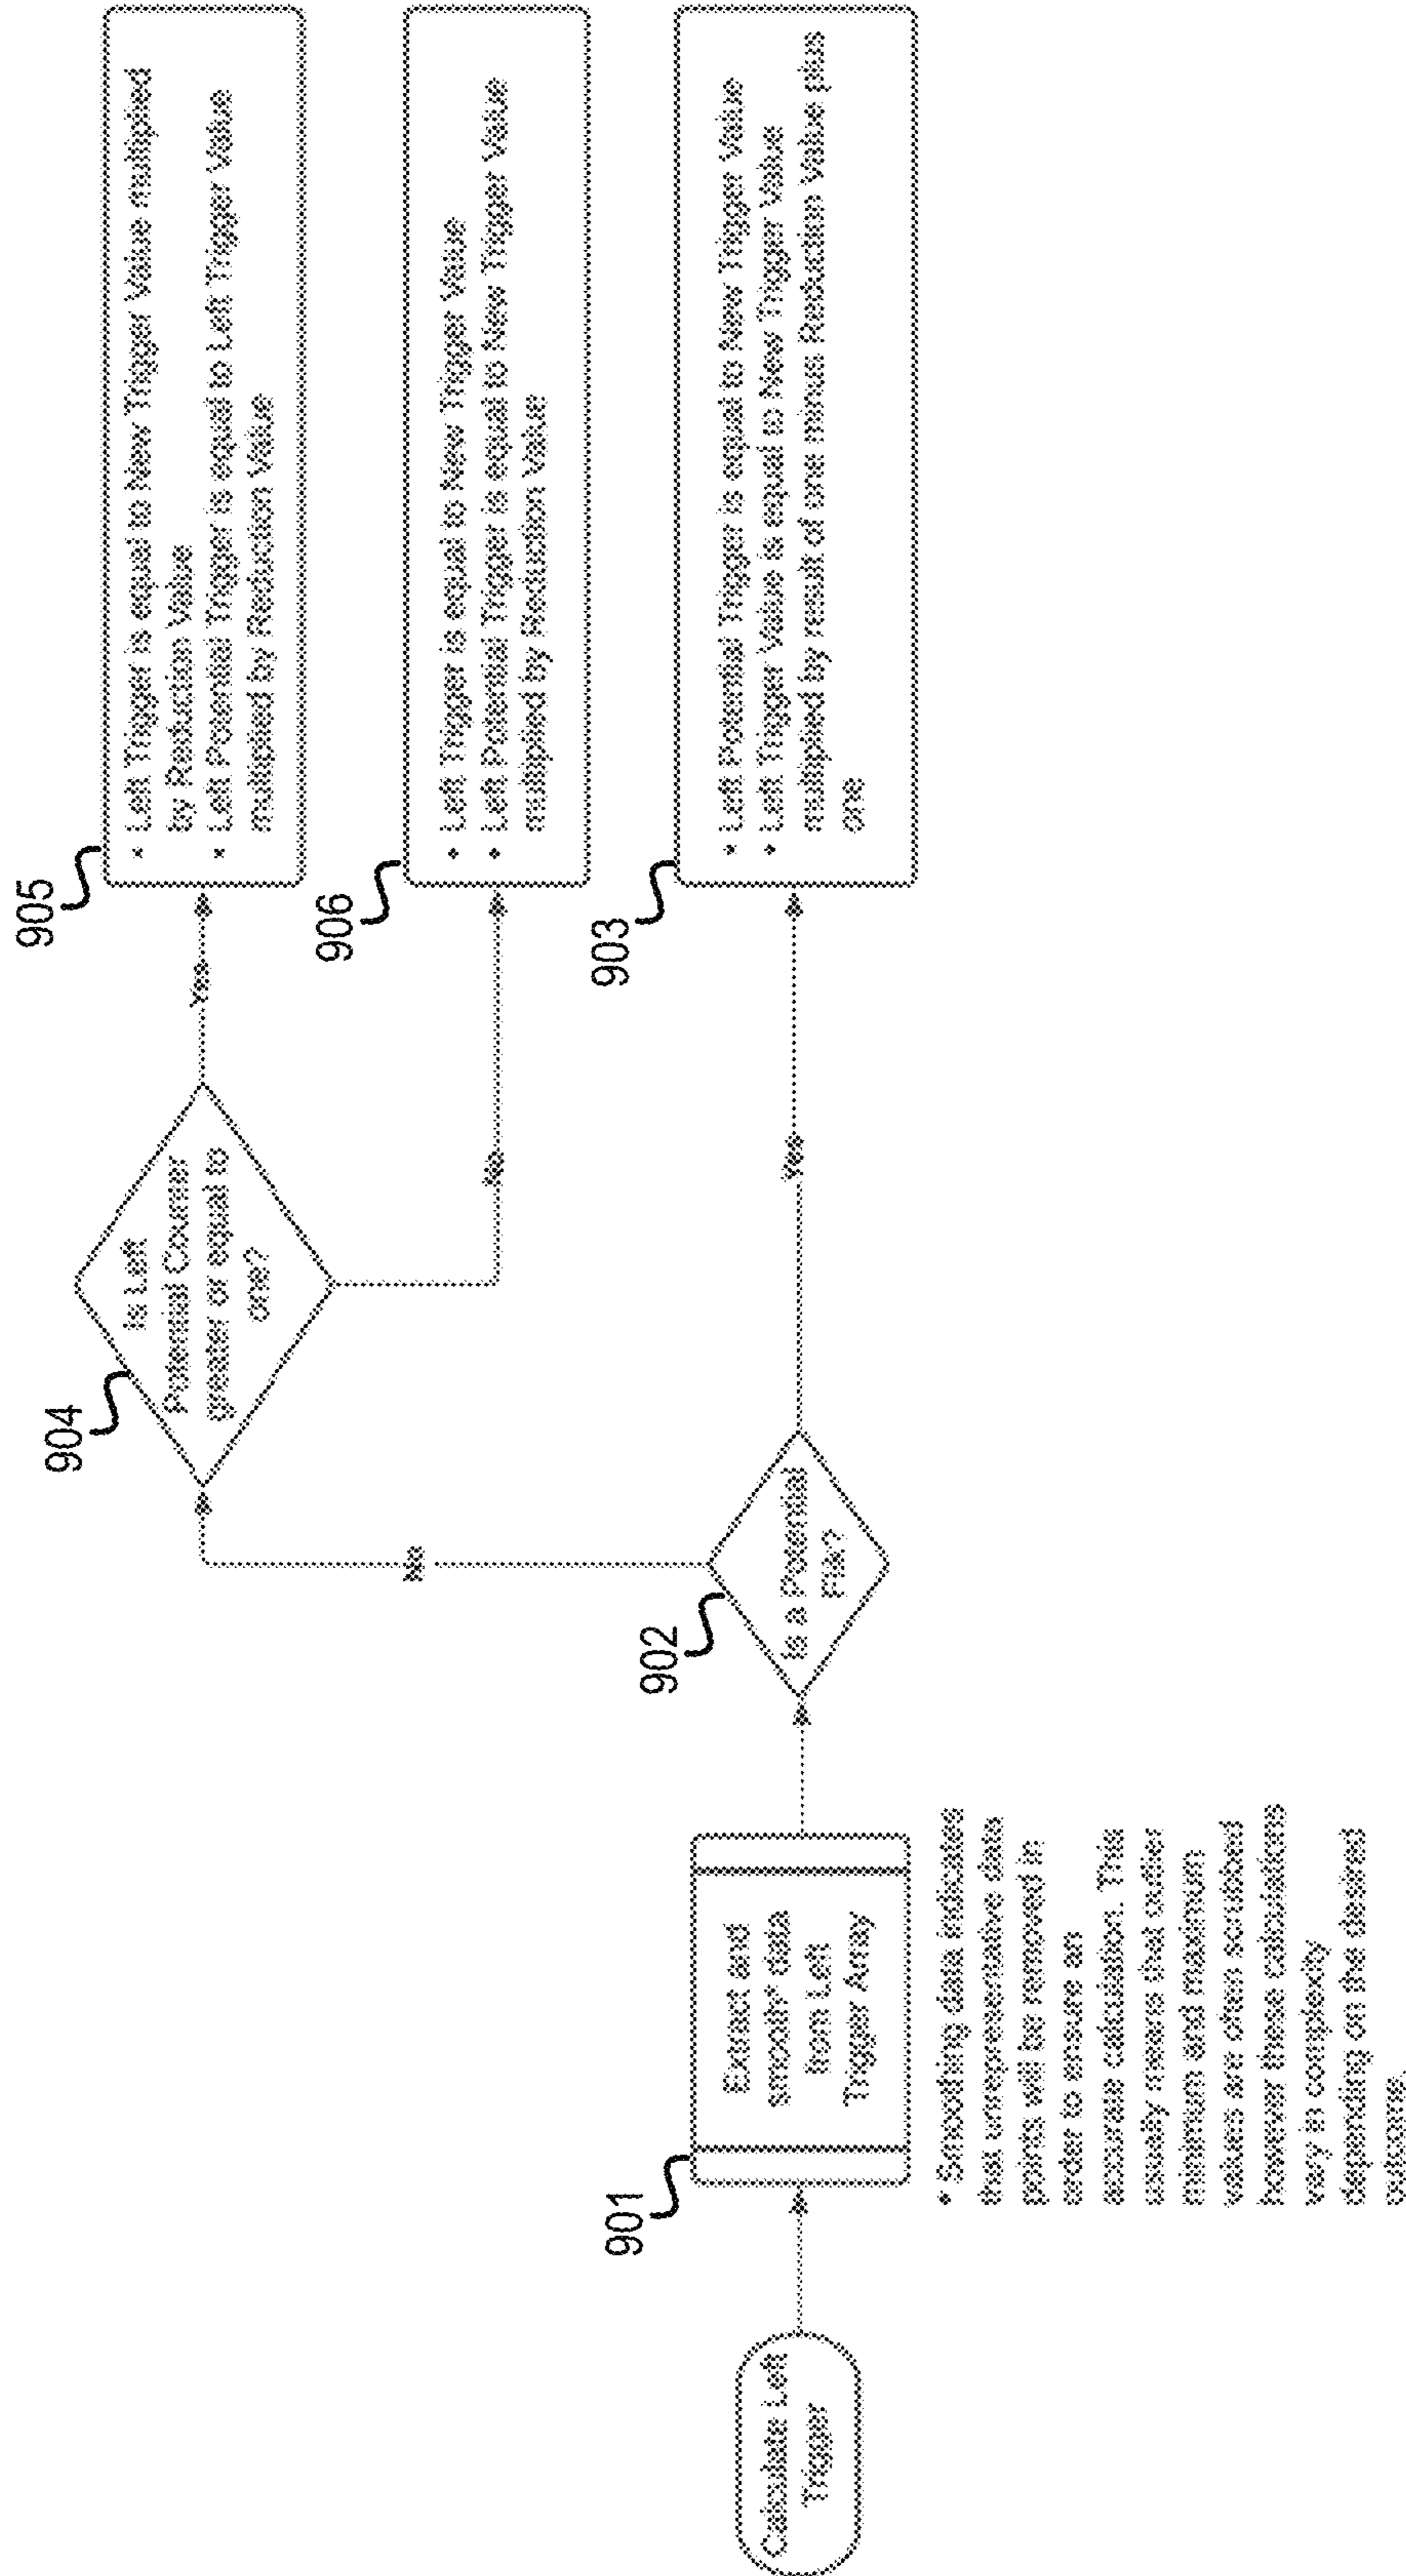 Calculate Left
Trigger
901
Extract and
smooth* data
from Left
Trigger Array
* Smoothing data indicates
that unrepresentative data
points will be removed in
order to ensure an
accurate calculation. This
usually means that outlier
minimum and maximum
values are often scrubbed
however these calculations
vary in complexity
depending on the desired
outcome.
902
Is a Potential
Flik?
No
Yes
904
Is Left
Potential Counter
greater or equal to
one?
Yes
No
905
• Left Trigger is equal to New Trigger Value multiplied
by Reduction Value
• Left Potential Trigger is equal to Left Trigger Value
multiplied by Reduction Value
906
• Left Trigger is equal to New Trigger Value
• Left Potential Trigger is equal to New Trigger Value
multiplied by Reduction Value
903
• Left Potential Trigger is equal to New Trigger Value
• Left Trigger Value is equal to New Trigger Value
multiplied by result of one minus Reduction Value plus
one